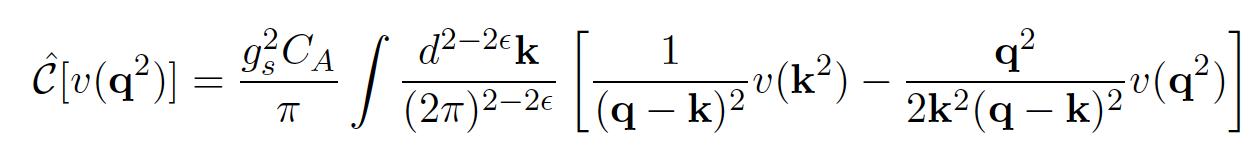 $\hat{\mathcal{C}}[v(\mathbf{q}^2)] = \frac{g_s^2 C_A}{\pi} \int \frac{d^{2-2\epsilon}\mathbf{k}}{(2\pi)^{2-2\epsilon}} \left[ \frac{1}{(\mathbf{q}-\mathbf{k})^2} v(\mathbf{k}^2) - \frac{\mathbf{q}^2}{2\mathbf{k}^2(\mathbf{q}-\mathbf{k})^2} v(\mathbf{q}^2) \right]$